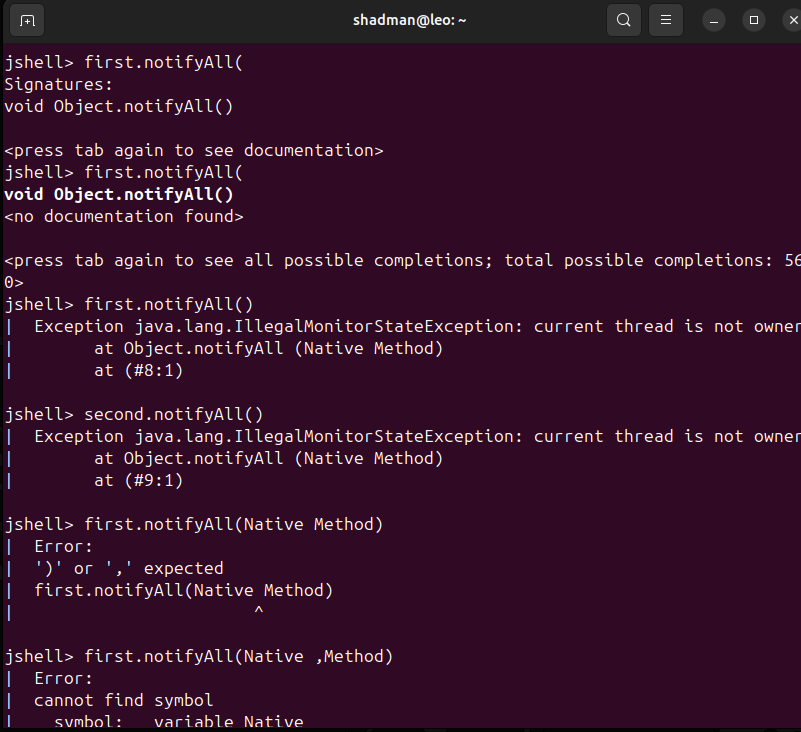 shadman@leo: ~
jshell> first.notifyAll(
Signatures:
void Object.notifyAll()
<press tab again to see documentation>
jshell> first.notifyAll(
void Object.notifyAll()
<no documentation found>
<press tab again to see all possible completions; total possible completions: 56
0>
jshell> first.notifyAll()
|  Exception java.lang.IllegalMonitorStateException: current thread is not owner
|        at Object.notifyAll (Native Method)
|        at (#8:1)
jshell> second.notifyAll()
|  Exception java.lang.IllegalMonitorStateException: current thread is not owner
|        at Object.notifyAll (Native Method)
|        at (#9:1)
jshell> first.notifyAll(Native Method)
|  Error:
|  ')' or ',' expected
|  first.notifyAll(Native Method)
|                        ^
jshell> first.notifyAll(Native ,Method)
|  Error:
|  cannot find symbol
|    symbol:   variable Native